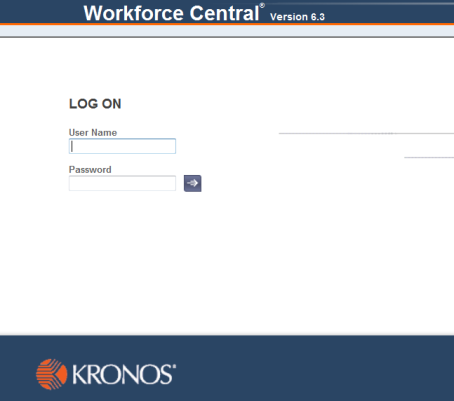 Workforce Central® Version 6.3
LOG ON
User Name
Password
KRONOS®